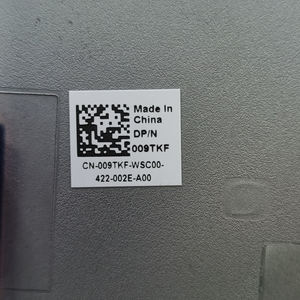 Made In
China
DP/N
009TKF
CN-009TKF-WSC00-
422-002E-A00